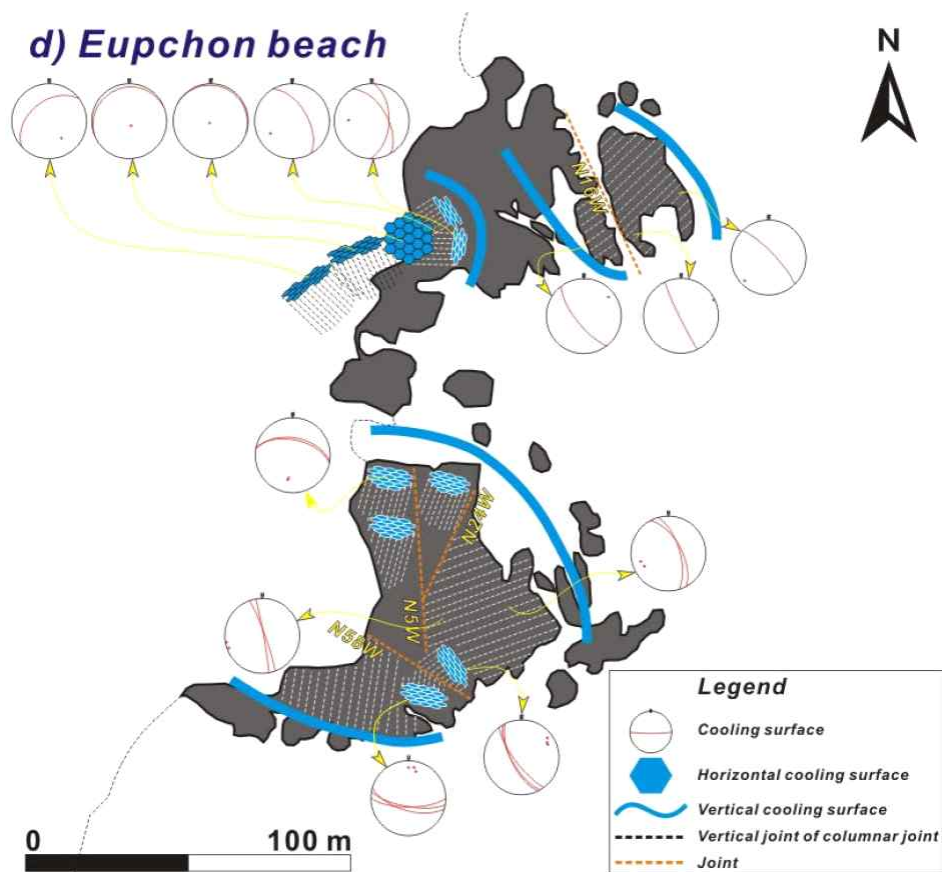 d) Eupchon beach
N
N16W
N24W
N5W
N58W
Legend
Cooling surface
Horizontal cooling surface
Vertical cooling surface
Vertical joint of columnar joint
Joint
0 100 m